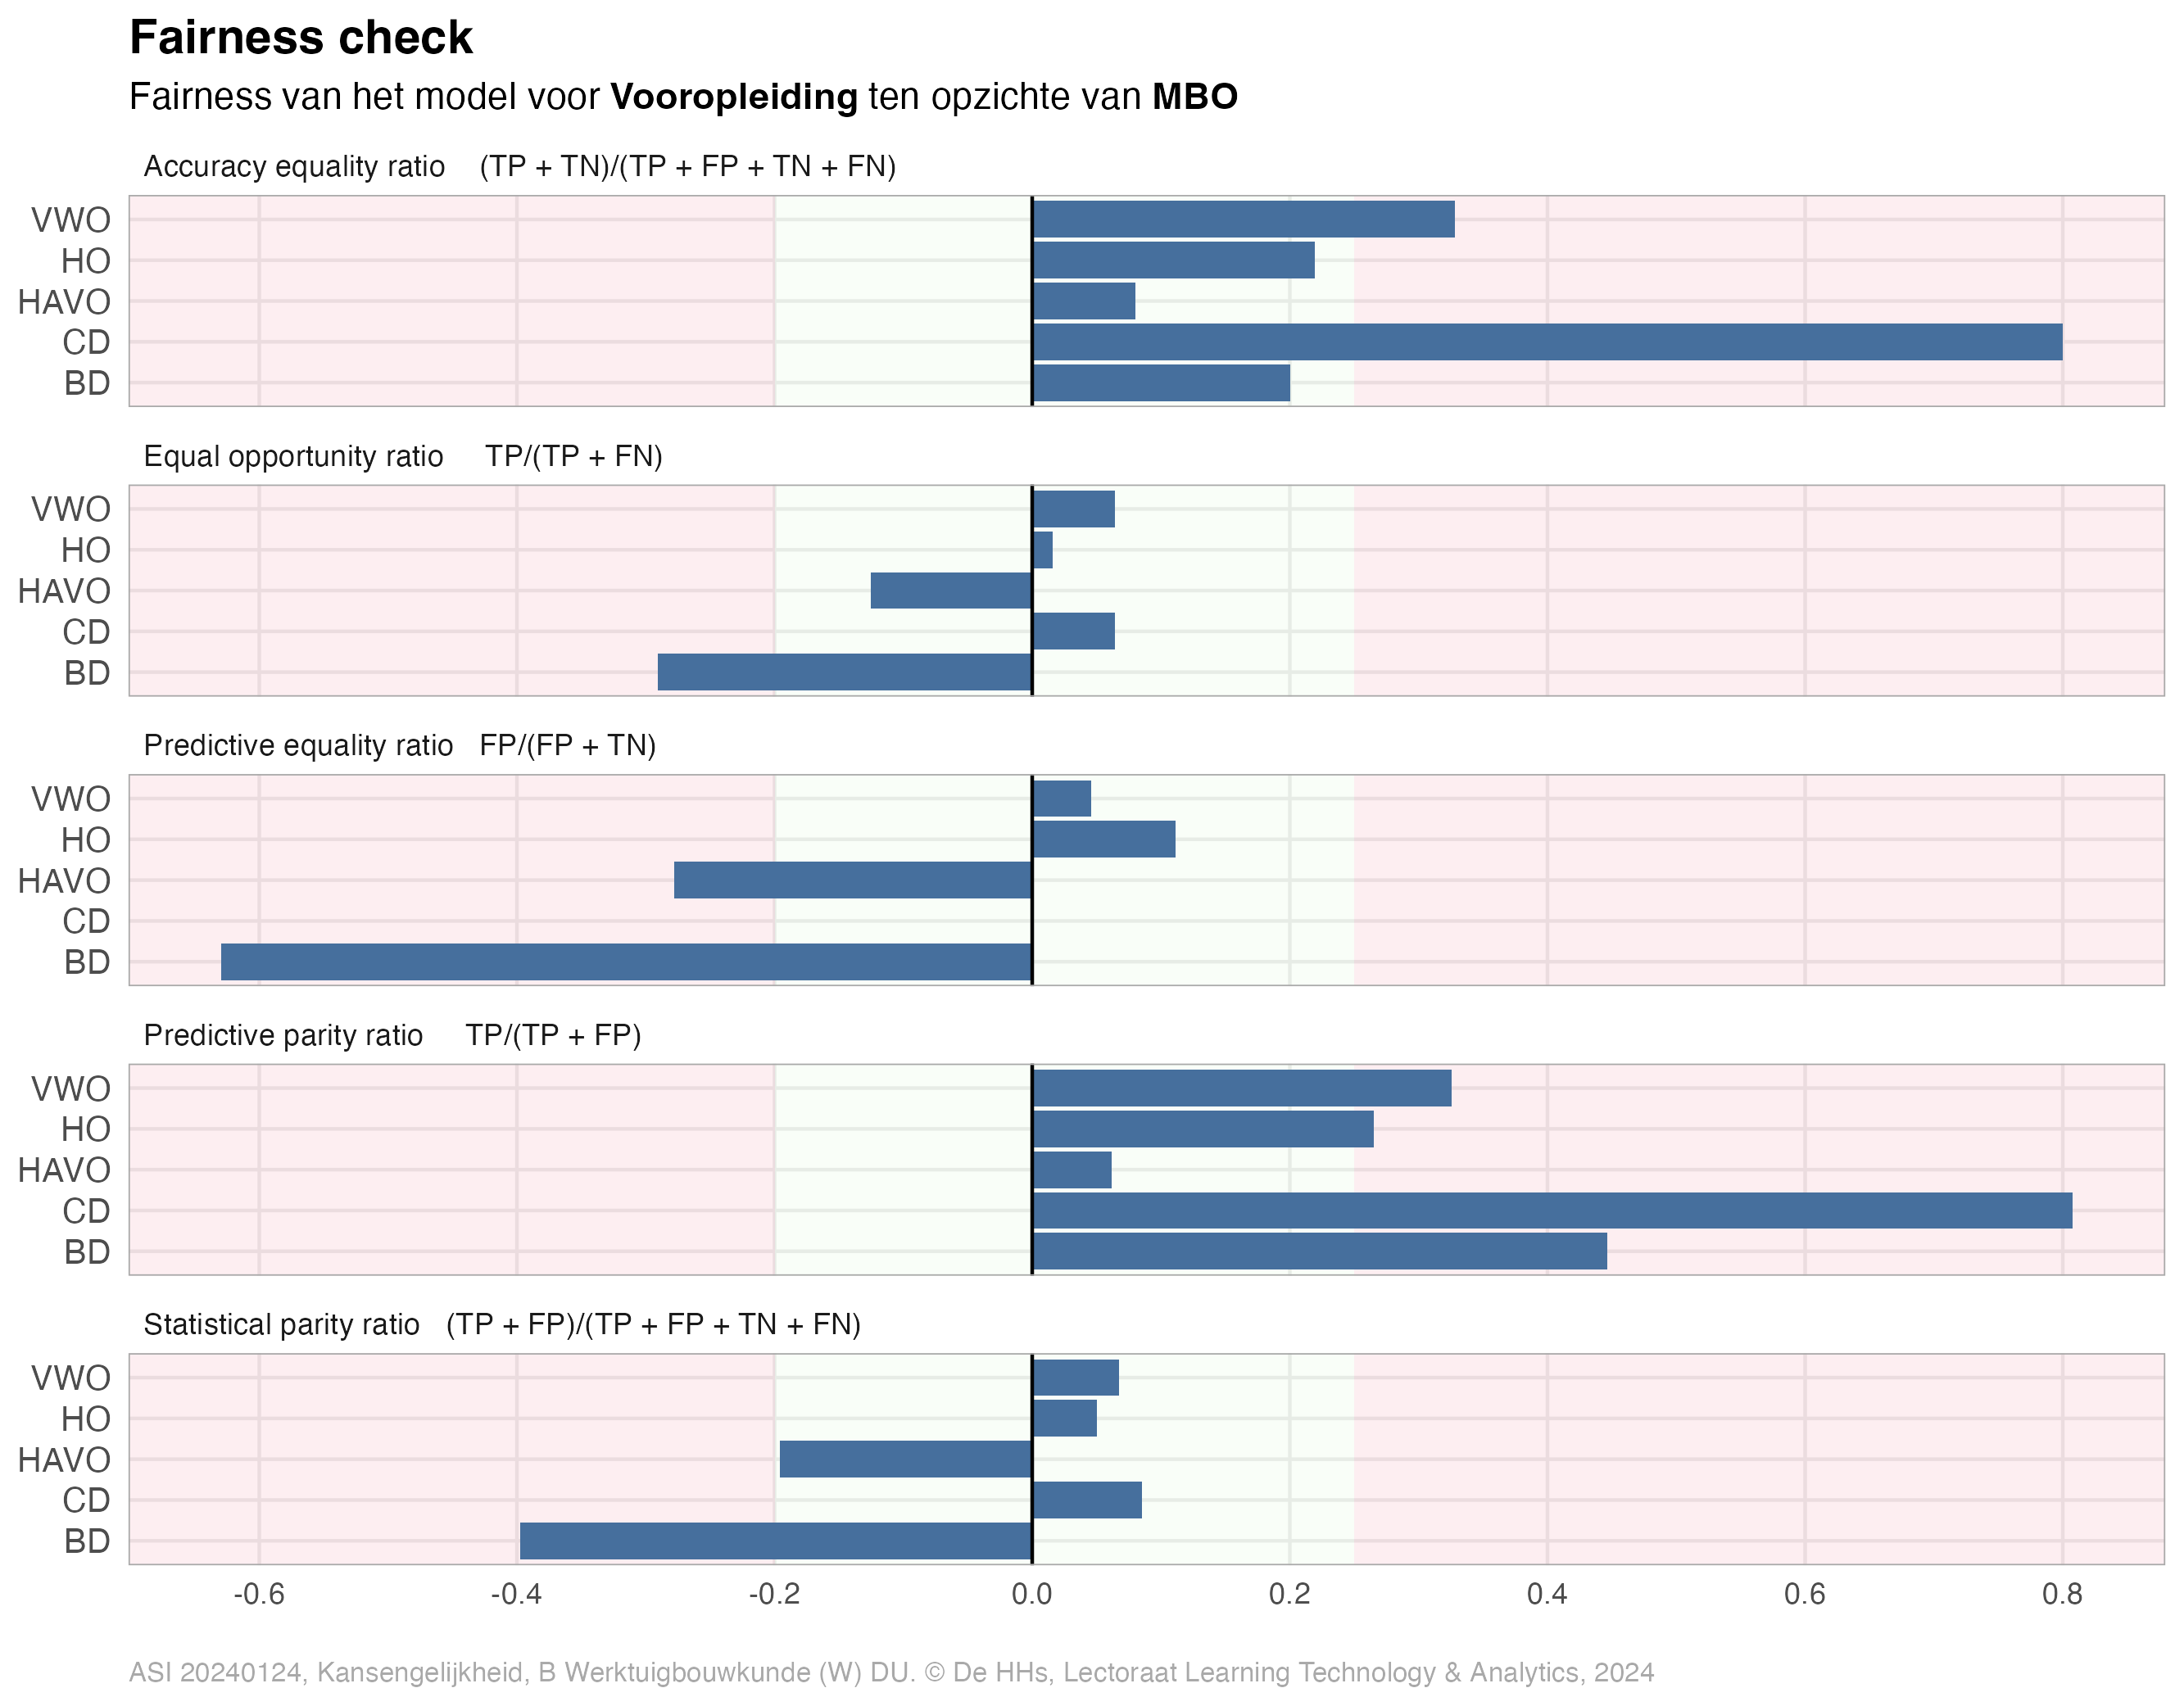 Fairness check
Fairness van het model voor Vooropleiding ten opzichte van MBO
Accuracy equality ratio (TP + TN)/(TP + FP + TN + FN)
VWO
HO
HAVO
CD
BD
Equal opportunity ratio TP/(TP + FN)
VWO
HO
HAVO
CD
BD
Predictive equality ratio FP/(FP + TN)
VWO
HO
HAVO
CD
BD
Predictive parity ratio TP/(TP + FP)
VWO
HO
HAVO
CD
BD
Statistical parity ratio (TP + FP)/(TP + FP + TN + FN)
VWO
HO
HAVO
CD
BD
-0.6 -0.4 -0.2 0.0 0.2 0.4 0.6 0.8
ASI 20240124, Kansengelijkheid, B Werktuigbouwkunde (W) DU. © De HHs, Lectoraat Learning Technology & Analytics, 2024